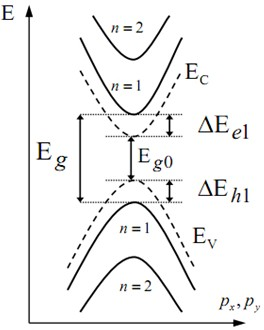 E
n=2
n=1
E_C
ΔE_e1
E_g
E_g0
ΔE_h1
n=1
E_V
n=2
p_x, p_y